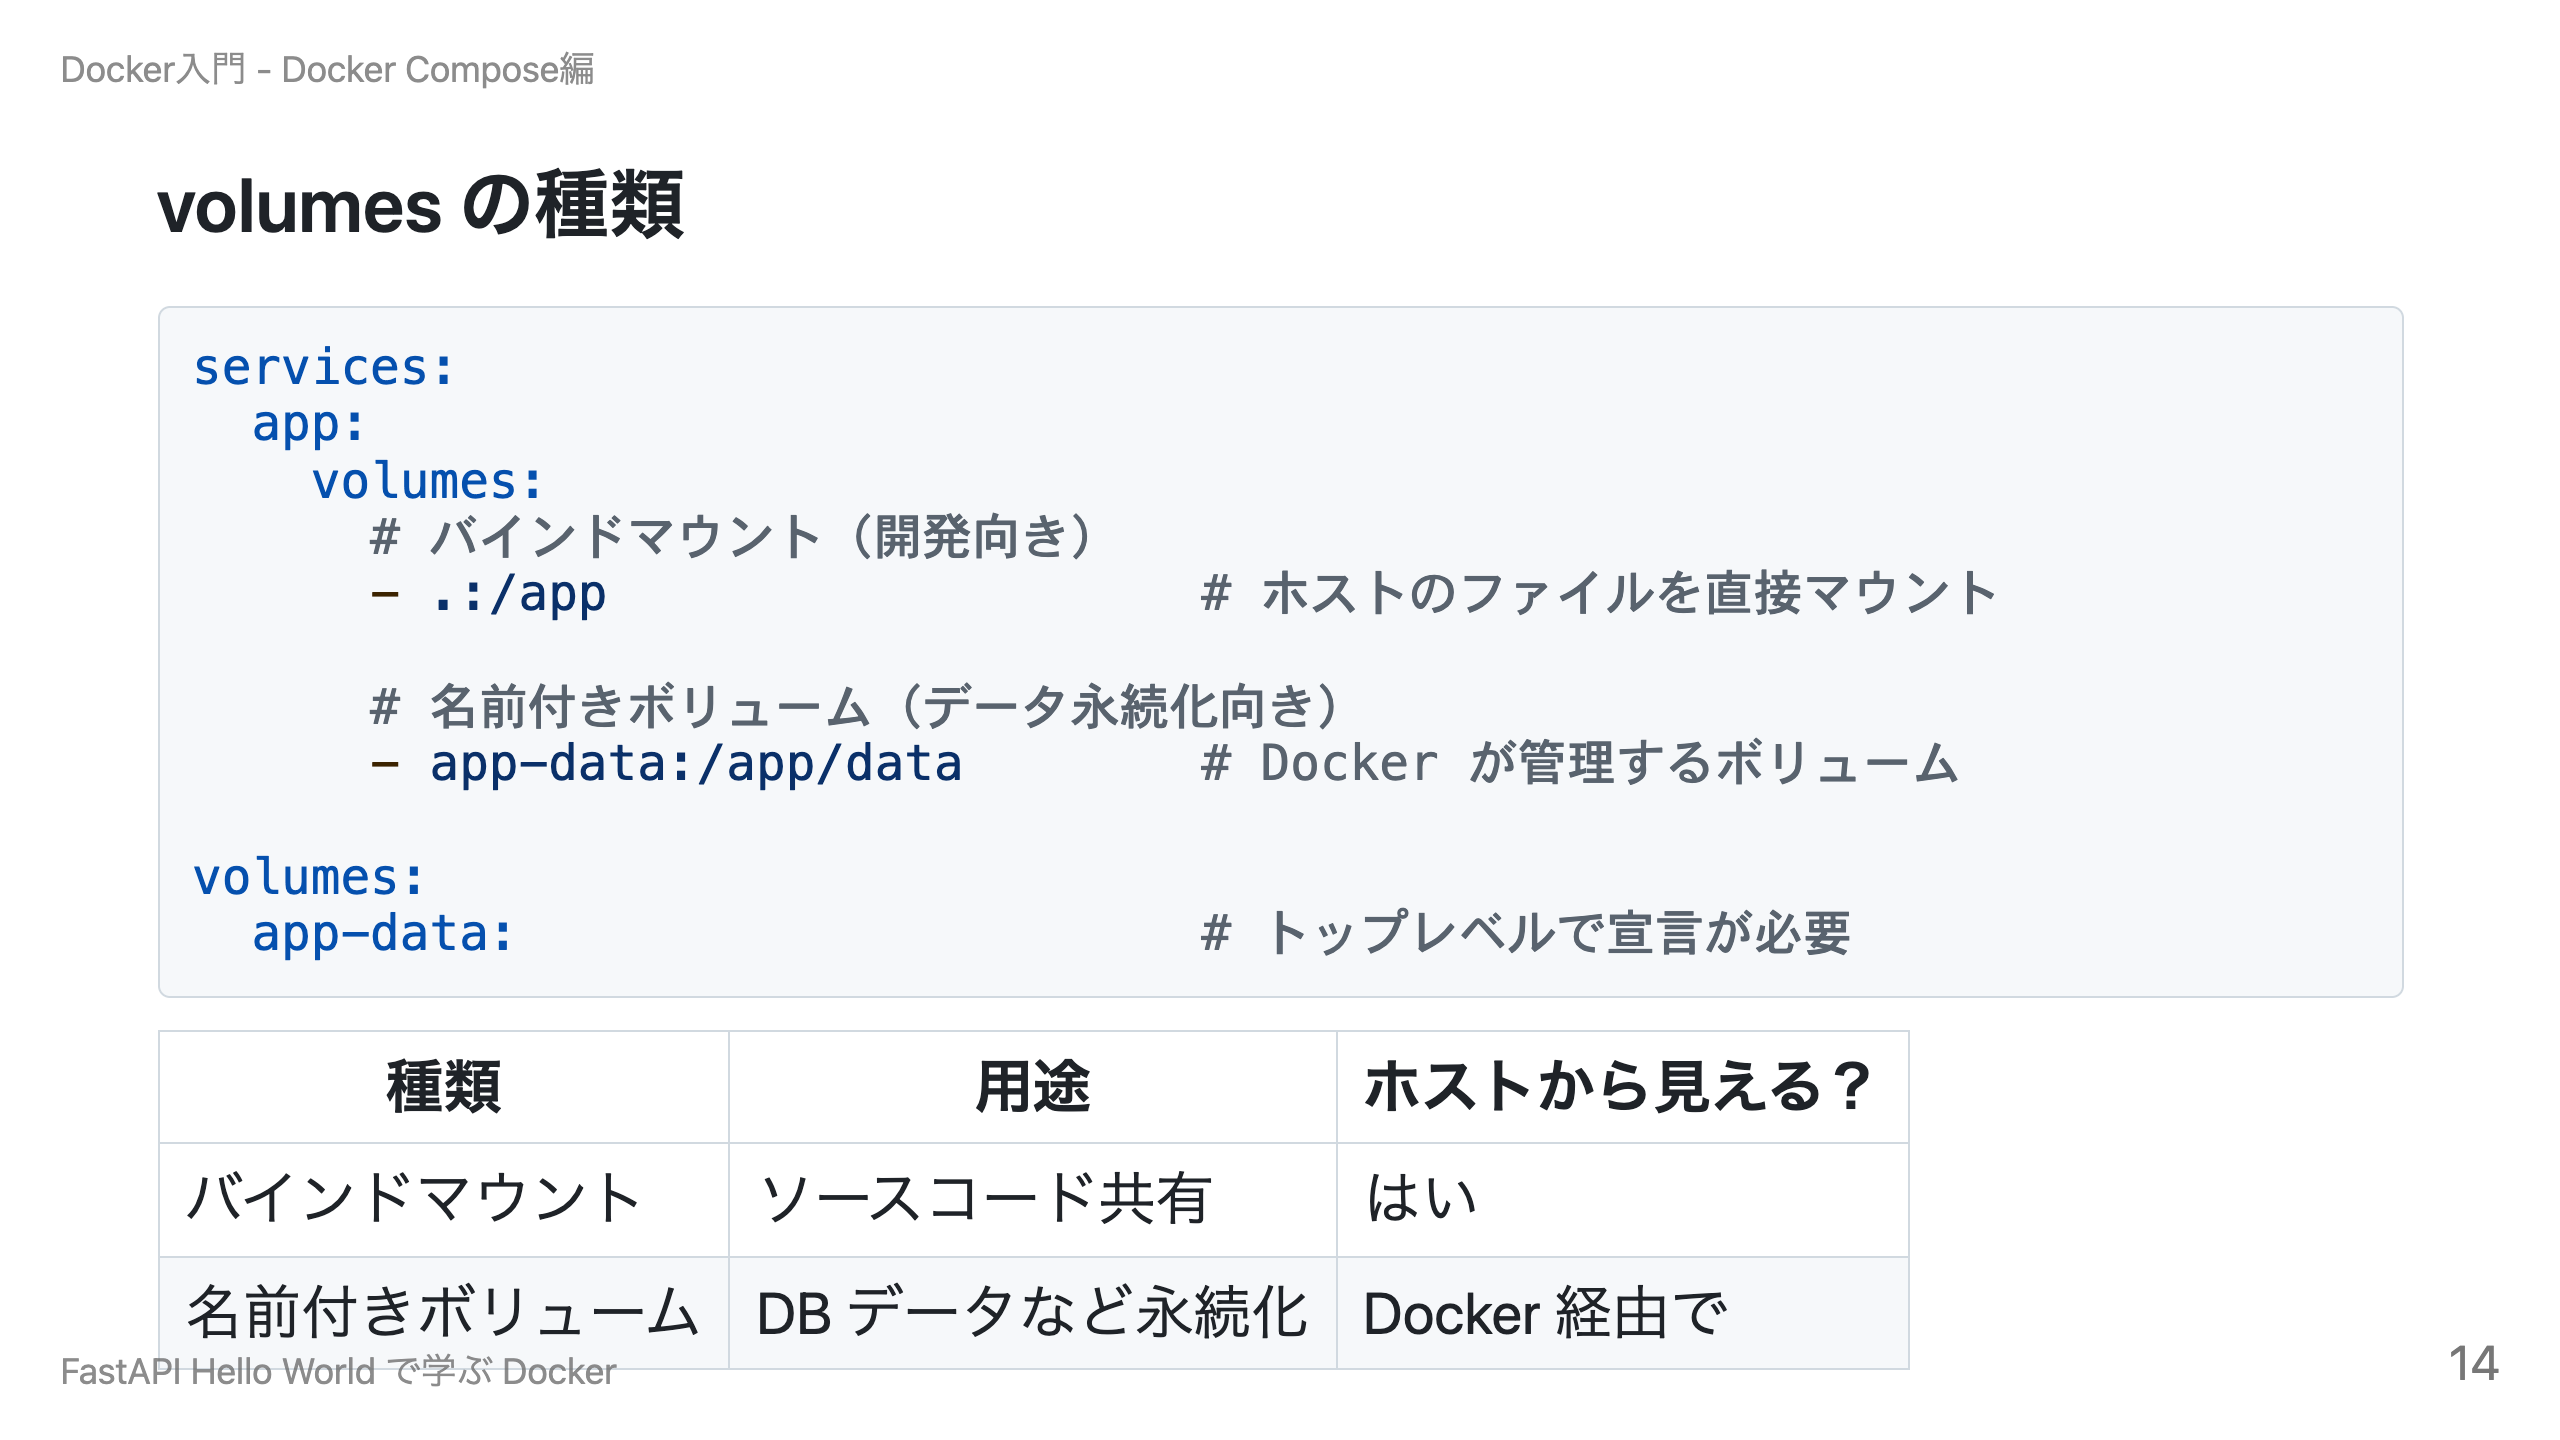 Docker入門 - Docker Compose編
volumes の種類
services:
  app:
    volumes:
      # バインドマウント（開発向き）
      - .:/app                    # ホストのファイルを直接マウント

      # 名前付きボリューム（データ永続化向き）
      - app-data:/app/data        # Docker が管理するボリューム

volumes:
  app-data:                       # トップレベルで宣言が必要
種類 用途 ホストから見える？
バインドマウント ソースコード共有 はい
名前付きボリューム DB データなど永続化 Docker 経由で
FastAPI Hello World で学ぶ Docker
14